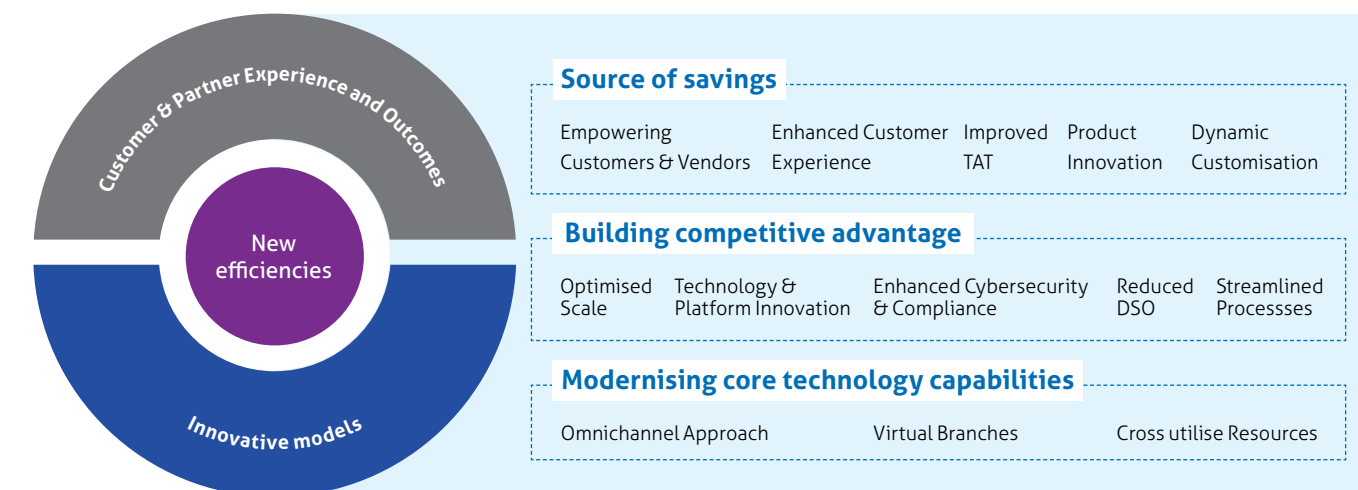 Customer & Partner Experience and Outcomes
New
efficiencies
Innovative models
Source of savings
Empowering
Customers & Vendors
Enhanced Customer
Experience
Improved
TAT
Product
Innovation
Dynamic
Customisation
Building competitive advantage
Optimised
Scale
Technology &
Platform Innovation
Enhanced Cybersecurity
& Compliance
Reduced
DSO
Streamlined
Processses
Modernising core technology capabilities
Omnichannel Approach
Virtual Branches
Cross utilise Resources